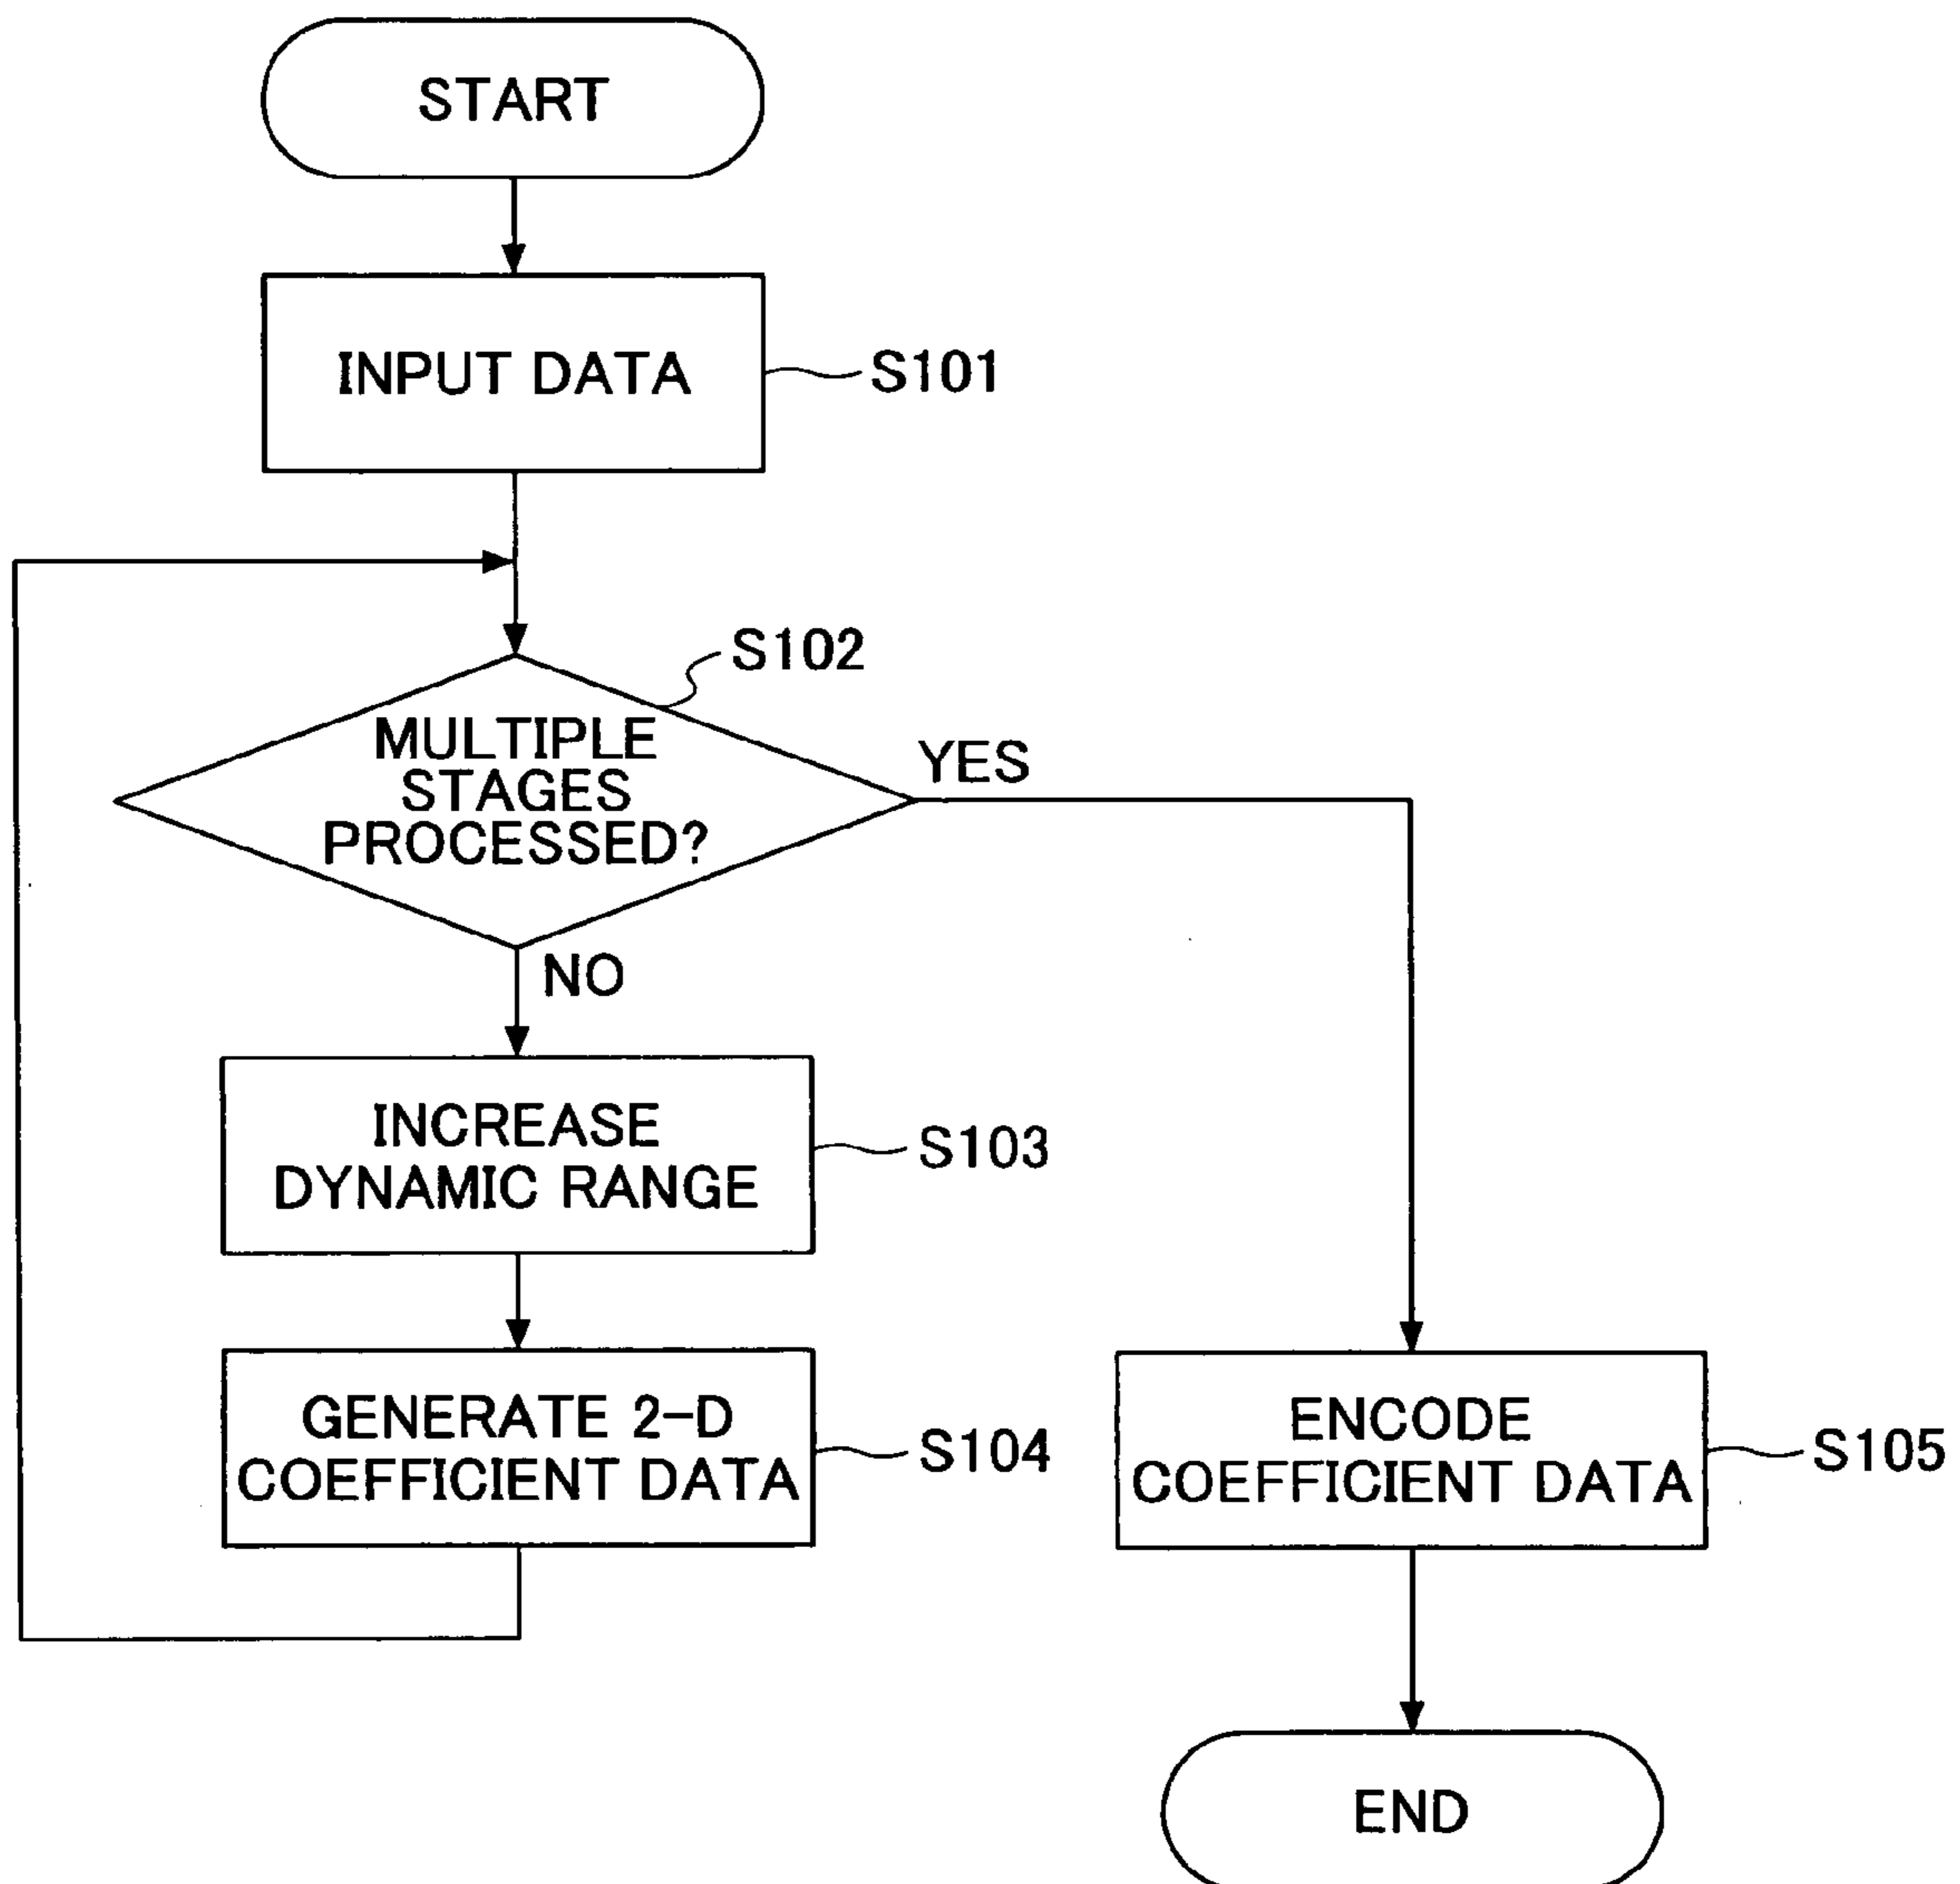 START
INPUT DATA
S101
S102
MULTIPLE
STAGES
PROCESSED?
YES
NO
INCREASE
DYNAMIC RANGE
S103
GENERATE 2-D
COEFFICIENT DATA
S104
ENCODE
COEFFICIENT DATA
S105
END